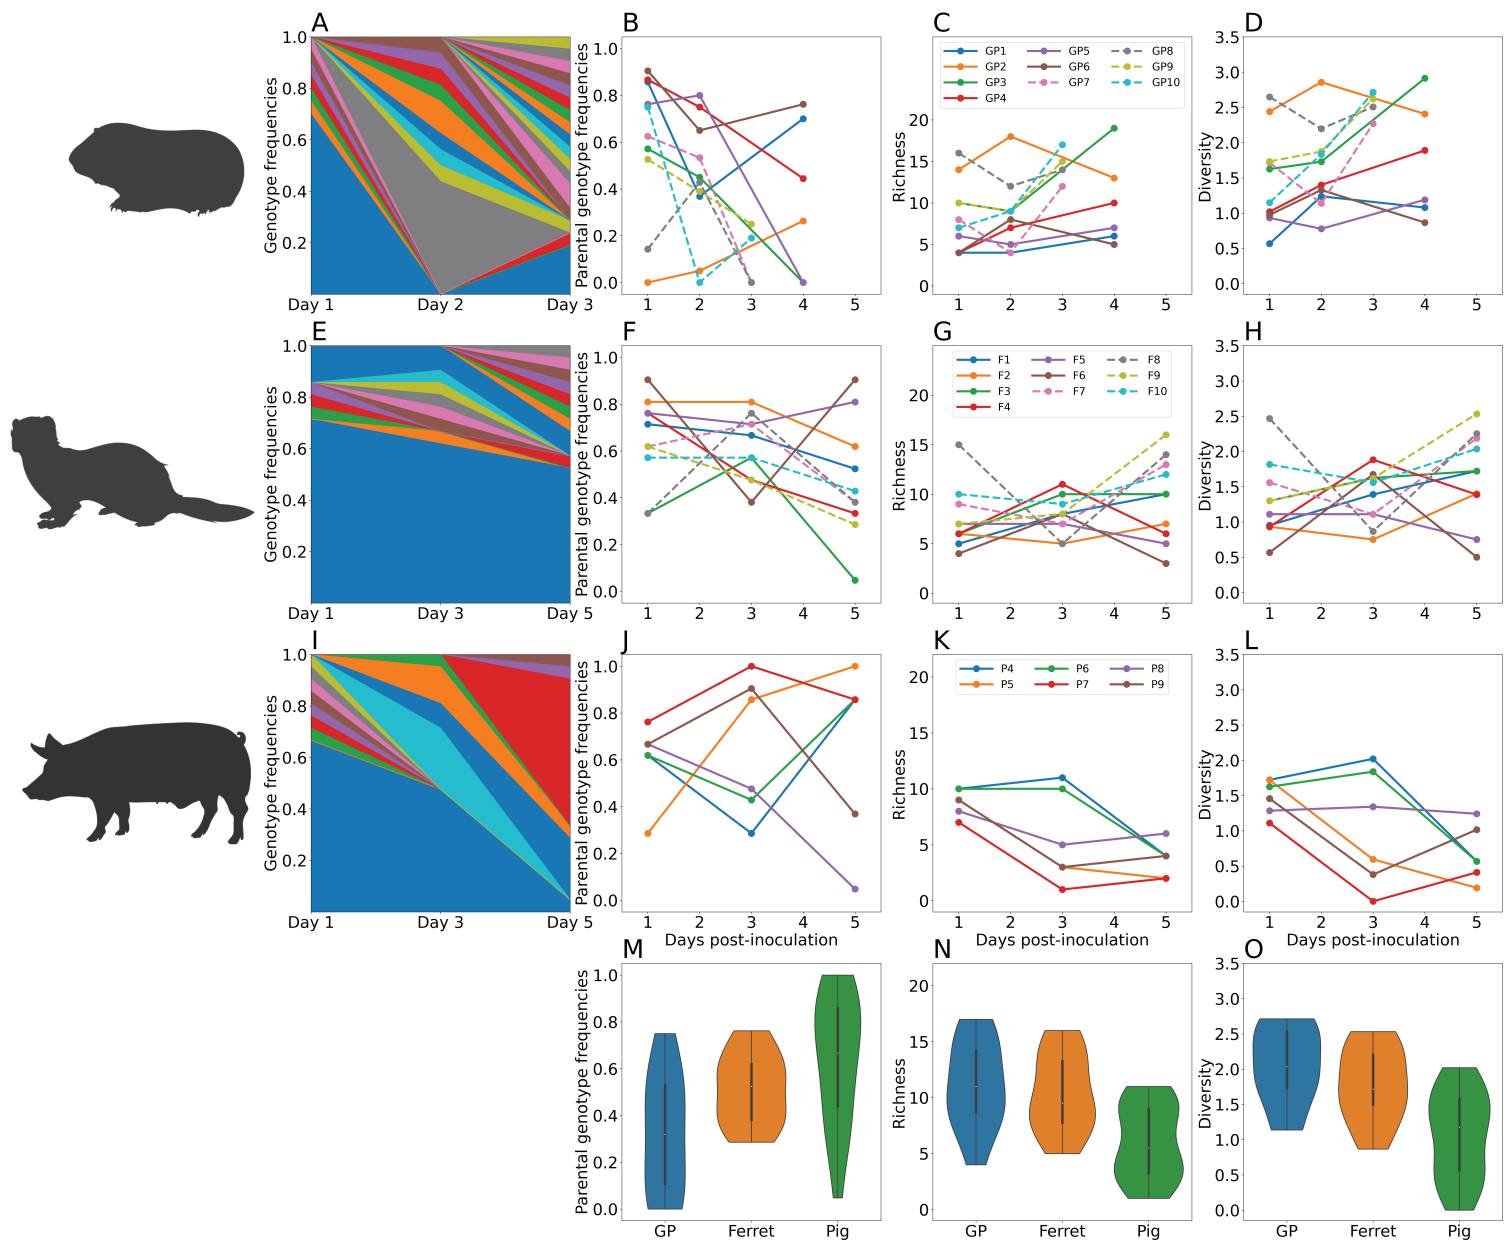 A B C D
Genotype frequencies
1.0
0.8
0.6
0.4
0.2
Day 1 Day 2 Day 3
Parental genotype frequencies
1.0
0.8
0.6
0.4
0.2
0.0
1 2 3 4 5
Richness
20
15
10
5
0
GP1 GP5 GP8
GP2 GP6 GP9
GP3 GP7 GP10
GP4
1 2 3 4 5
Diversity
3.5
3.0
2.5
2.0
1.5
1.0
0.5
0.0
1 2 3 4 5
E F G H
Genotype frequencies
1.0
0.8
0.6
0.4
0.2
Day 1 Day 3 Day 5
Parental genotype frequencies
1.0
0.8
0.6
0.4
0.2
0.0
1 2 3 4 5
Richness
20
15
10
5
0
F1 F5 F8
F2 F6 F9
F3 F7 F10
F4
1 2 3 4 5
Diversity
3.5
3.0
2.5
2.0
1.5
1.0
0.5
0.0
1 2 3 4 5
I J K L
Genotype frequencies
1.0
0.8
0.6
0.4
0.2
Day 1 Day 3 Day 5
Parental genotype frequencies
1.0
0.8
0.6
0.4
0.2
0.0
1 2 3 4 5
Days post-inoculation
Richness
20
15
10
5
0
P4 P6 P8
P5 P7 P9
1 2 3 4 5
Days post-inoculation
Diversity
3.5
3.0
2.5
2.0
1.5
1.0
0.5
0.0
1 2 3 4 5
Days post-inoculation
M N O
Parental genotype frequencies
1.0
0.8
0.6
0.4
0.2
0.0
GP Ferret Pig
Richness
20
15
10
5
0
GP Ferret Pig
Diversity
3.5
3.0
2.5
2.0
1.5
1.0
0.5
0.0
GP Ferret Pig